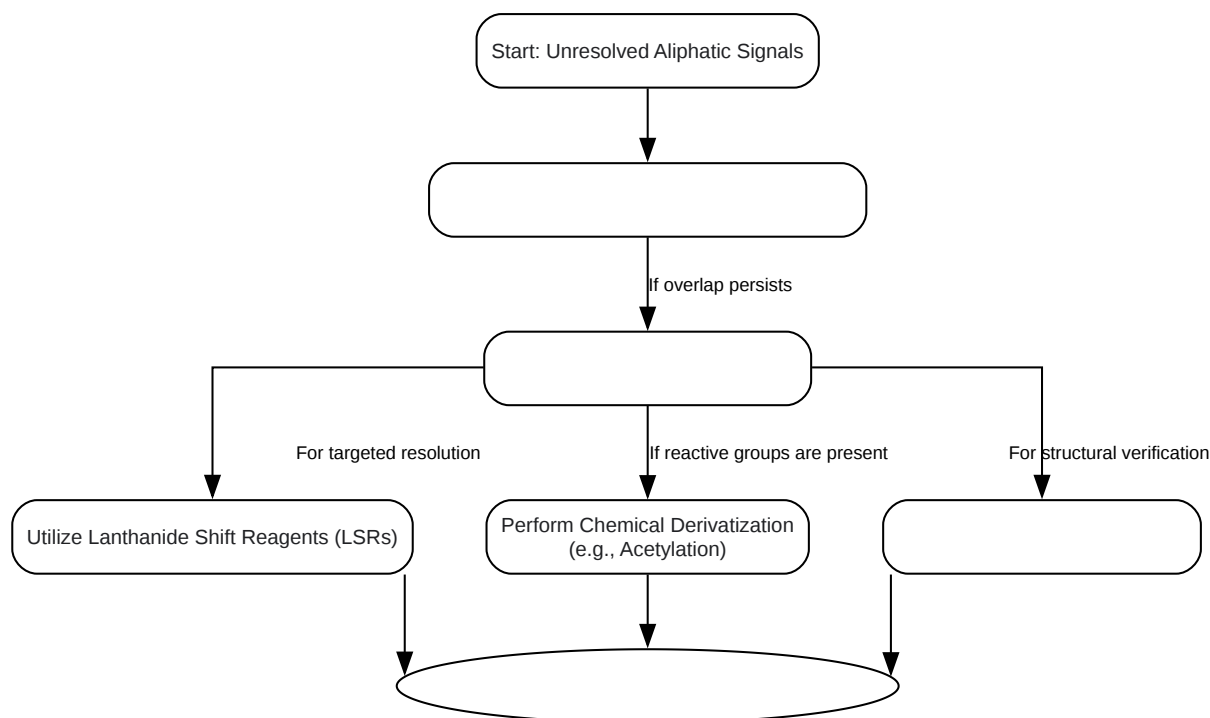 Start: Unresolved Aliphatic Signals
If overlap persists
For targeted resolution
If reactive groups are present
For structural verification
Utilize Lanthanide Shift Reagents (LSRs)
Perform Chemical Derivatization
(e.g., Acetylation)